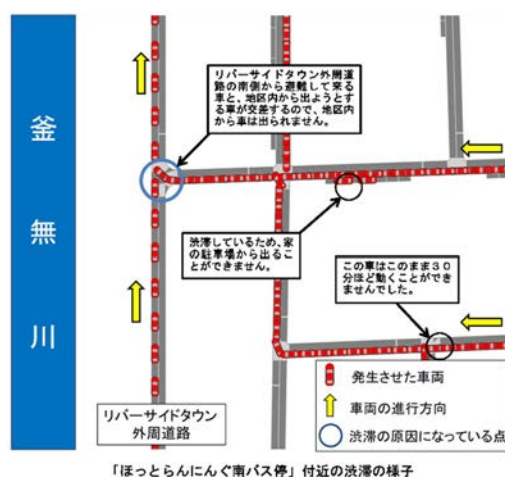 リバーサイドタウン外周道
路の南側から避難して来る
車と、地区内から出ようとす
る車が交差するので、地区内
から車は出られません。
釜無川
渋滞しているため、家
の駐車場から出るこ
とができません。
この車はこのまま30
分ほど動くことができ
ませんでした。
リバーサイドタウン
外周道路
発生させた車両
車両の進行方向
渋滞の原因になっている点
「ほっとらんにんぐ南バス停」付近の渋滞の様子